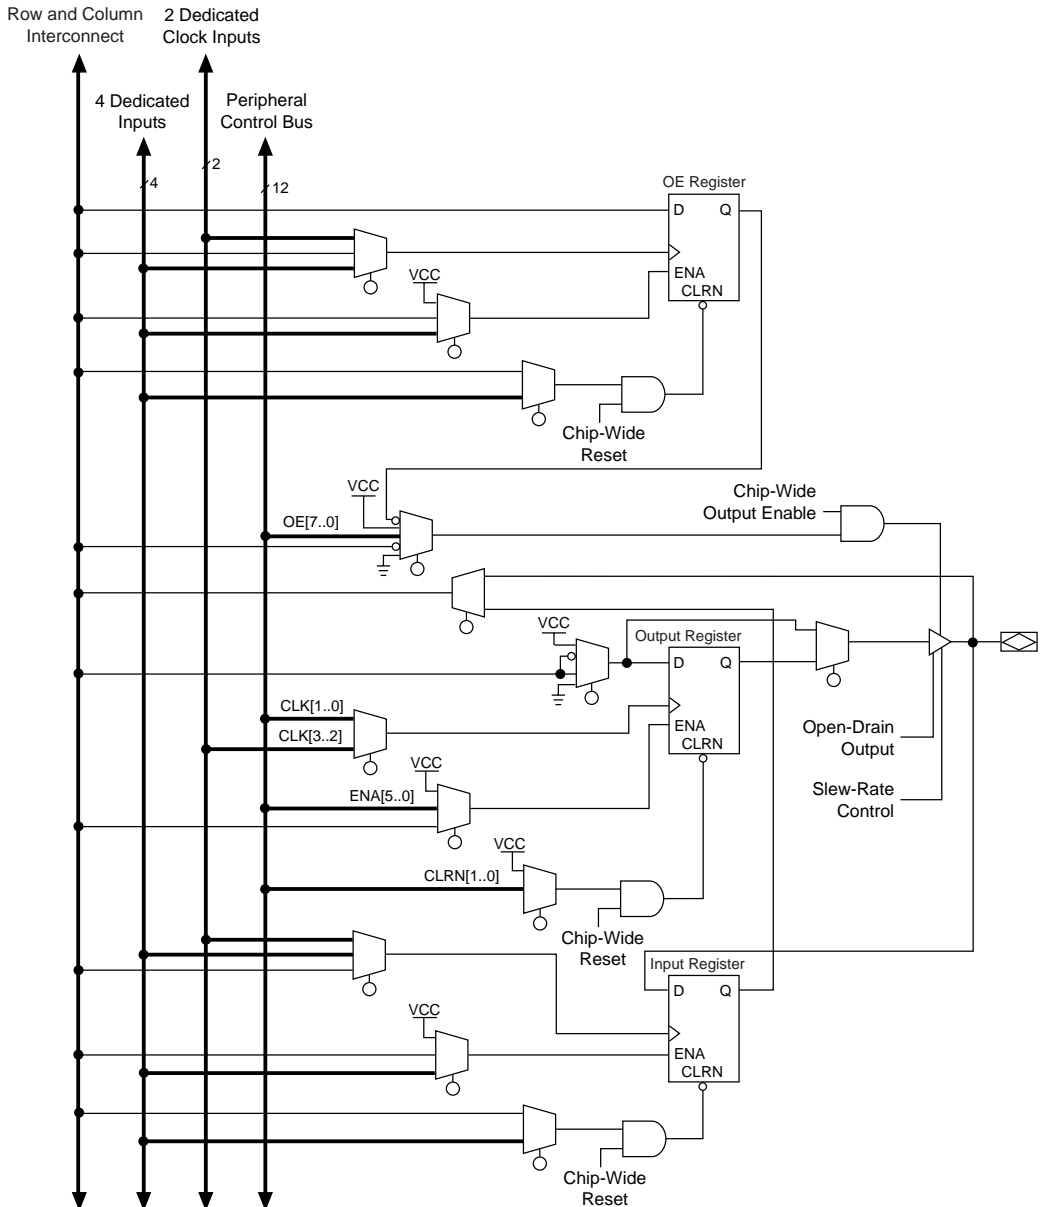 Row and Column
Interconnect
2 Dedicated
Clock Inputs
4 Dedicated
Inputs
Peripheral
Control Bus
2
4
12
OE Register
D
Q
ENA
CLRN
VCC
Chip-Wide
Reset
VCC
OE[7..0]
Chip-Wide
Output Enable
VCC
Output Register
D
Q
ENA
CLRN
CLK[1..0]
CLK[3..2]
Open-Drain
Output
VCC
ENA[5..0]
Slew-Rate
Control
VCC
CLRN[1..0]
Chip-Wide
Reset
Input Register
D
Q
ENA
CLRN
VCC
Chip-Wide
Reset